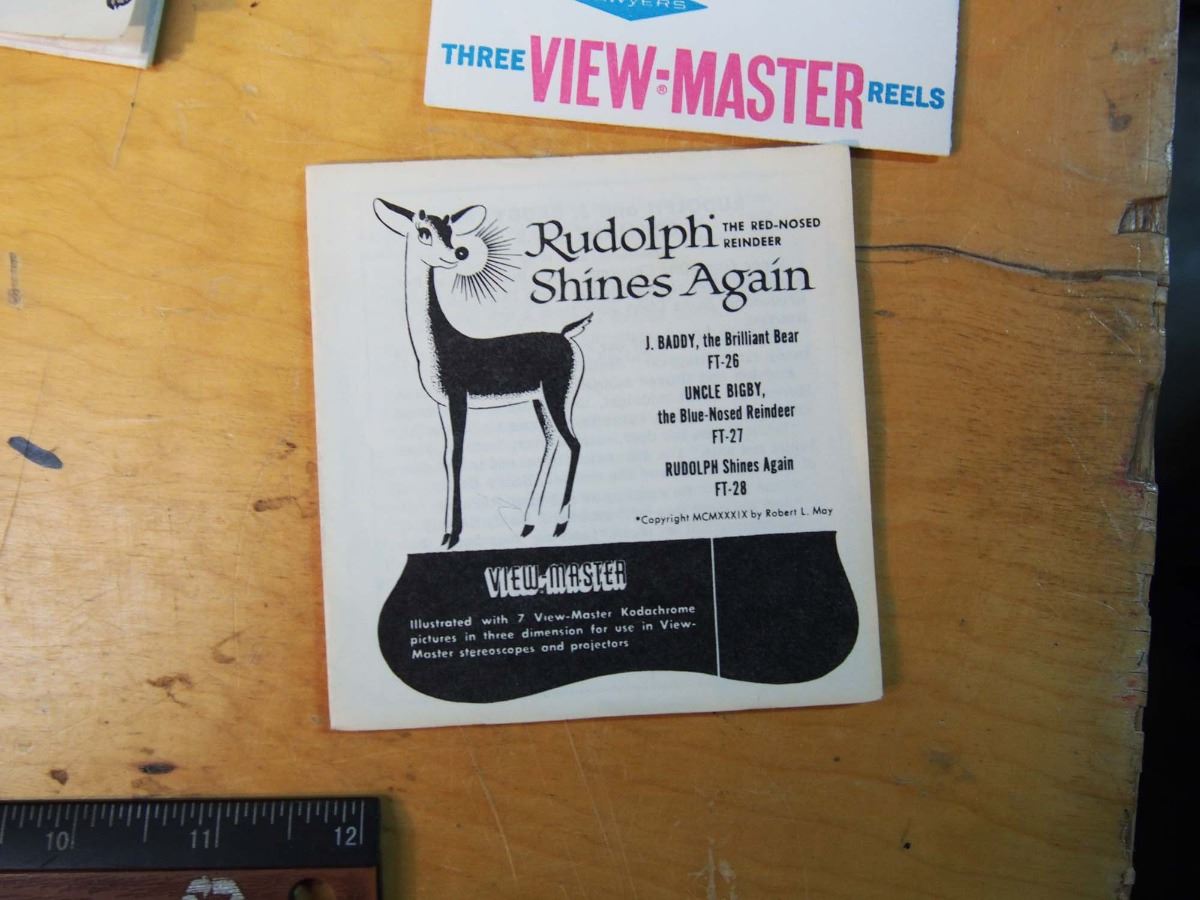 THREE VIEW-MASTER® REELS
Rudolph THE RED-NOSED
REINDEER
Shines Again
J. BADDY, the Brilliant Bear
FT-26
UNCLE BIGBY,
the Blue-Nosed Reindeer
FT-27
RUDOLPH Shines Again
FT-28
*Copyright MCMXXXIX by Robert L. May
VIEW-MASTER
Illustrated with 7 View-Master Kodachrome
pictures in three dimension for use in View-
Master stereoscopes and projectors
10 11 12